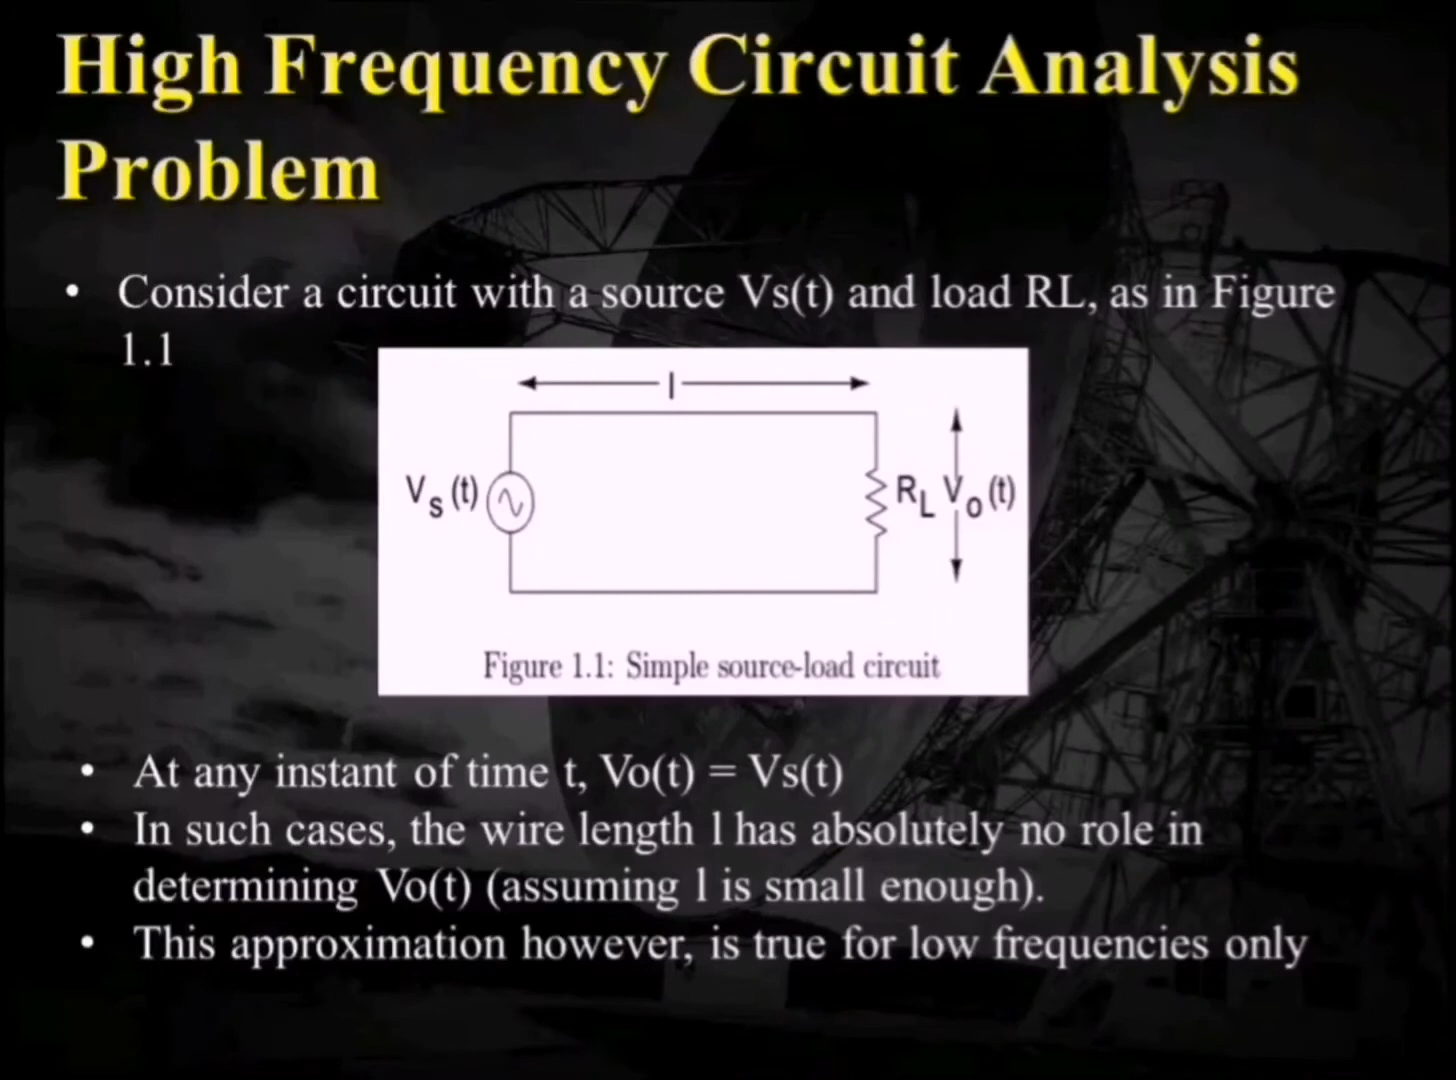 High Frequency Circuit Analysis
Problem
• Consider a circuit with a source Vs(t) and load RL, as in Figure
1.1
l
Vs (t)
RL Vo (t)
Figure 1.1: Simple source-load circuit
• At any instant of time t, Vo(t) = Vs(t)
• In such cases, the wire length l has absolutely no role in
determining Vo(t) (assuming l is small enough).
• This approximation however, is true for low frequencies only